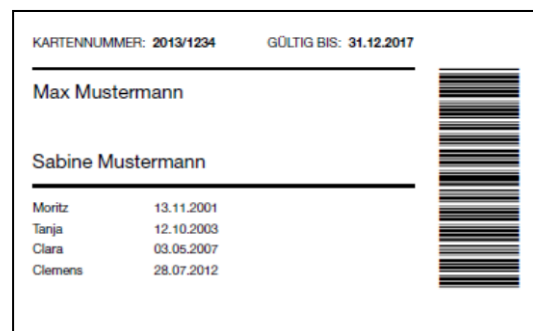 KARTENNUMMER: 2013/1234 GÜLTIG BIS: 31.12.2017
Max Mustermann
Sabine Mustermann
Moritz 13.11.2001
Tanja 12.10.2003
Clara 03.05.2007
Clemens 28.07.2012